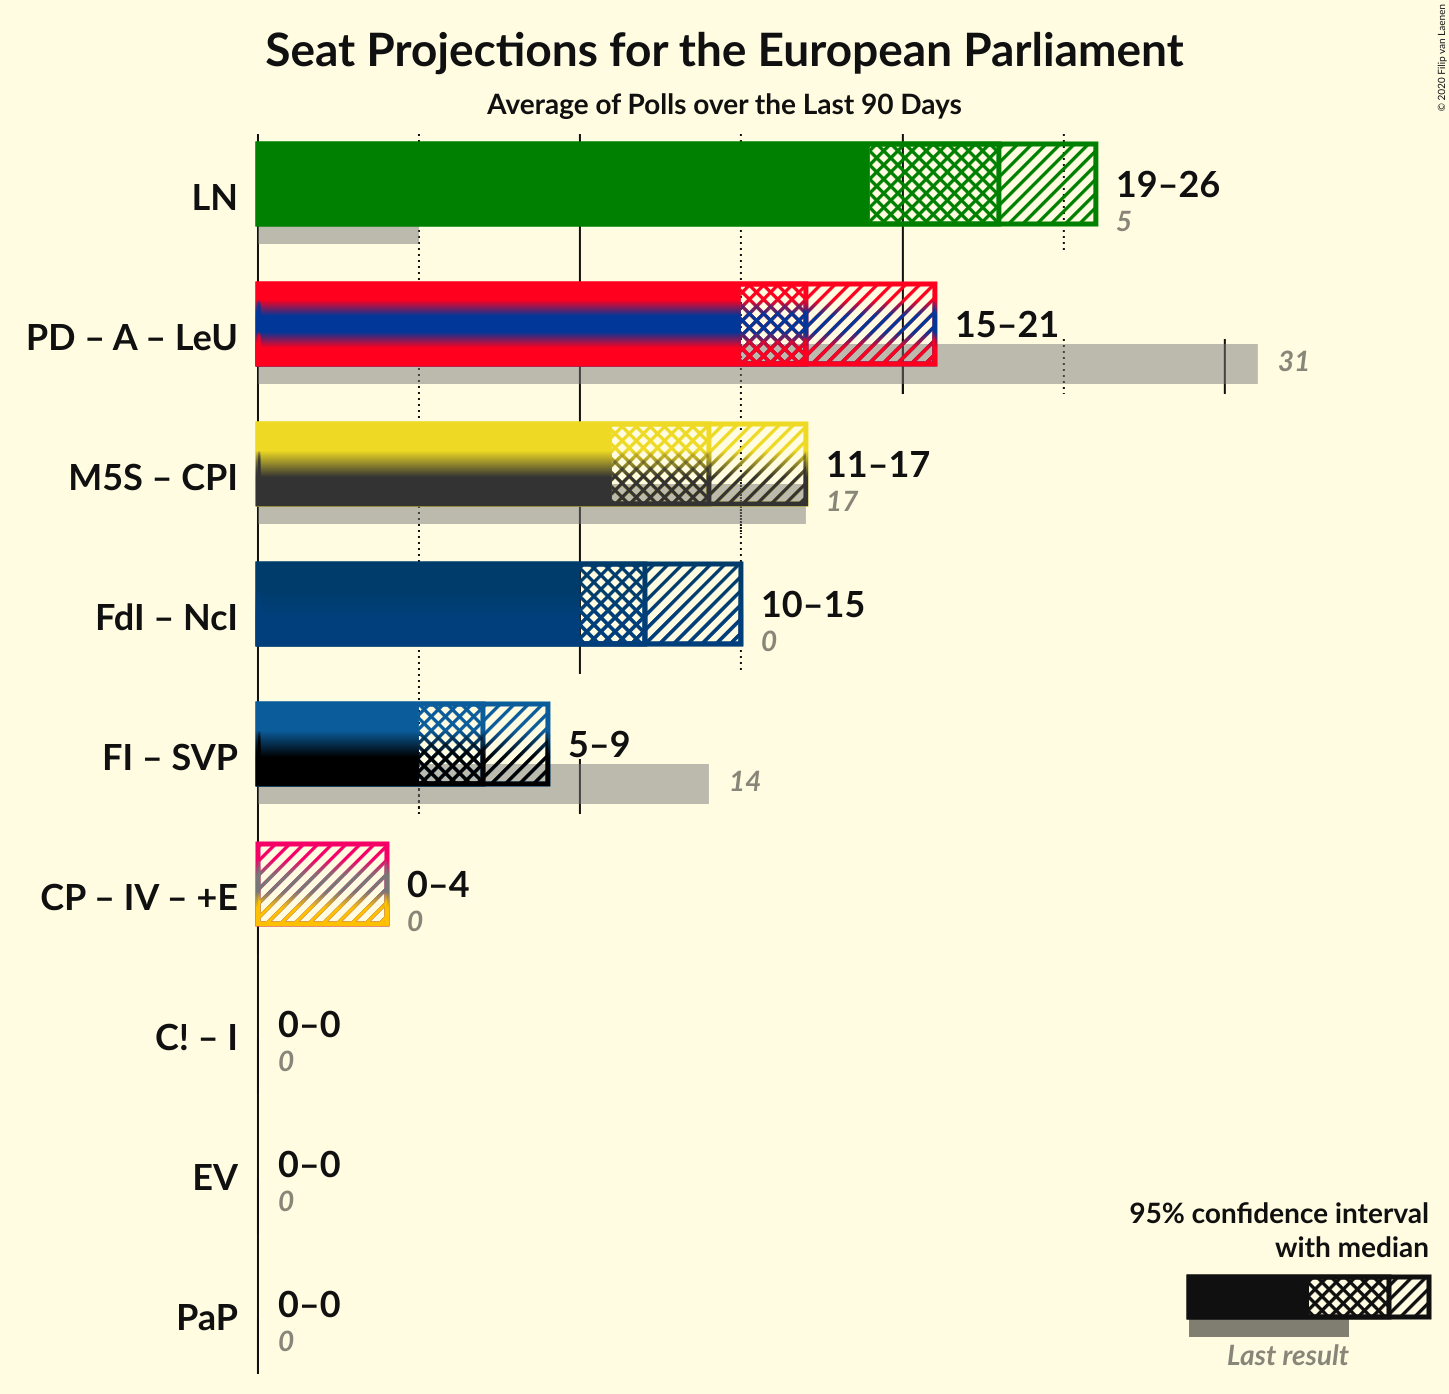 Seat Projections for the European Parliament
Average of Polls over the Last 90 Days
© 2020 Filip van Laenen
LN
19–26
5
PD – A – LeU
15–21
31
M5S – CPI
11–17
17
FdI – NcI
10–15
0
FI – SVP
5–9
14
CP – IV – +E
0–4
0
C! – I
0–0
0
EV
0–0
0
PaP
0–0
0
95% confidence interval
with median
Last result